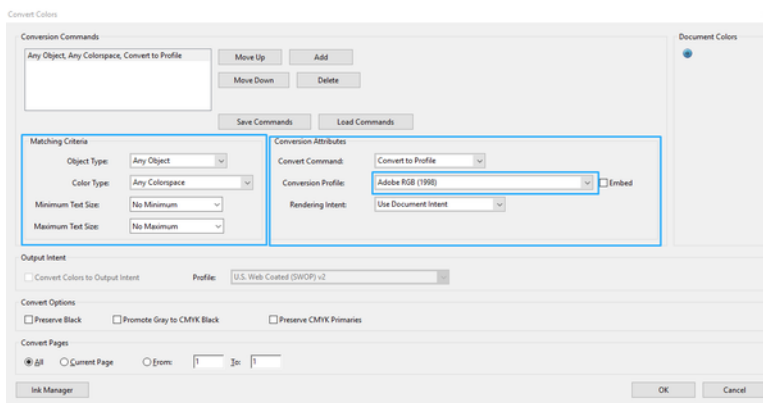 Convert Colors
Conversion Commands
Document Colors
Any Object, Any Colorspace, Convert to Profile
Move Up
Add
Move Down
Delete
Save Commands
Load Commands
Matching Criteria
Object Type: Any Object
Color Type: Any Colorspace
Minimum Text Size: No Minimum
Maximum Text Size: No Maximum
Conversion Attributes
Convert Command: Convert to Profile
Conversion Profile: Adobe RGB (1998) Embed
Rendering Intent: Use Document Intent
Output Intent
Convert Colors to Output Intent Profile: U.S. Web Coated (SWOP) v2
Convert Options
Preserve Black Promote Gray to CMYK Black Preserve CMYK Primaries
Convert Pages
All Current Page From: 1 To: 1
Ink Manager OK Cancel